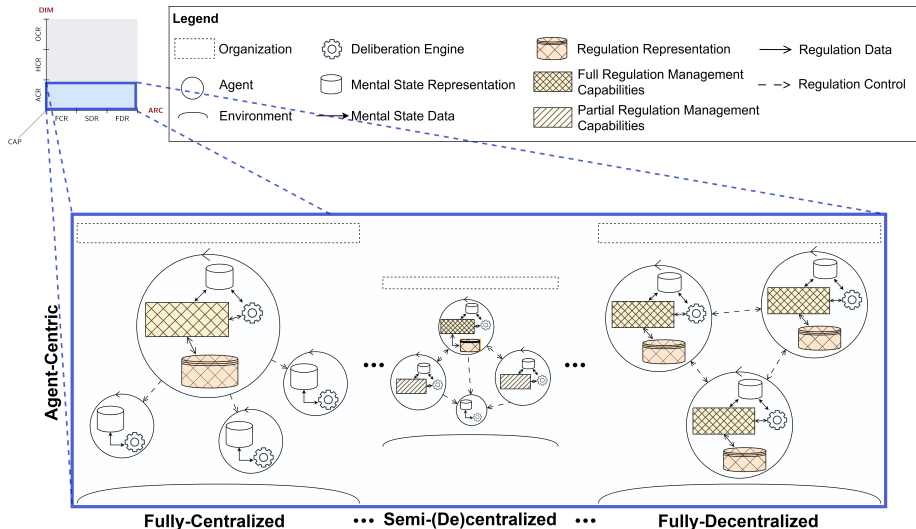 DIM
OCR
HCR
ACR
FCR
SDR
FDR
ARC
CAP
Legend
Organization
Agent
Environment
Deliberation Engine
Mental State Representation
Mental State Data
Regulation Representation
Full Regulation Management
Capabilities
Partial Regulation Management
Capabilities
Regulation Data
Regulation Control
Agent-Centric
Fully-Centralized
••• Semi-(De)centralized •••
Fully-Decentralized